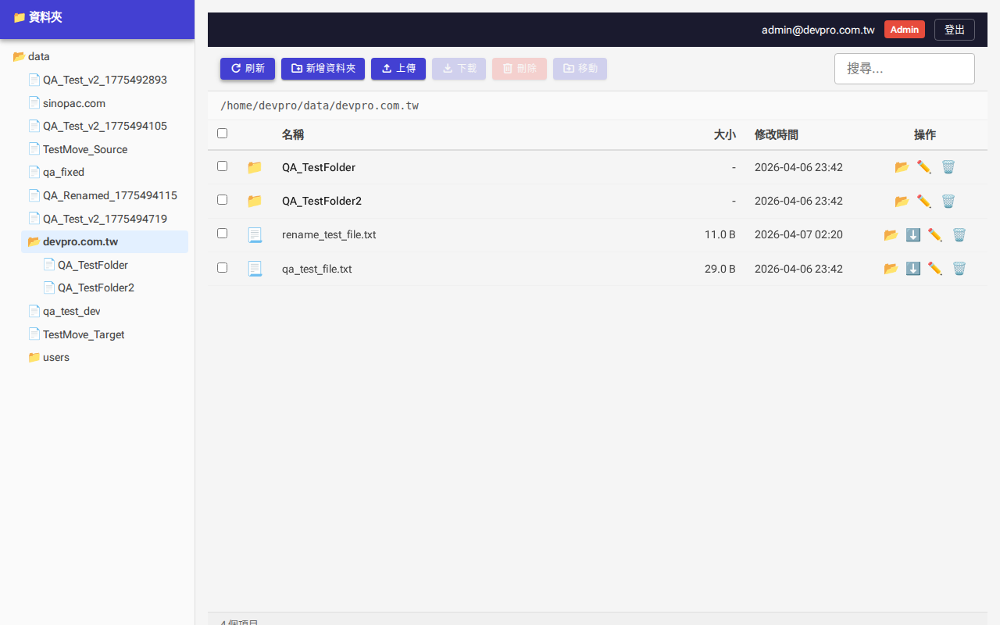 資料夾
data
QA_Test_v2_1775492893
sinopac.com
QA_Test_v2_1775494105
TestMove_Source
qa_fixed
QA_Renamed_1775494115
QA_Test_v2_1775494719
devpro.com.tw
QA_TestFolder
QA_TestFolder2
qa_test_dev
TestMove_Target
users
admin@devpro.com.tw Admin 登出
刷新 新增資料夾 上傳 下載 刪除 移動 搜尋...
/home/devpro/data/devpro.com.tw
名稱 大小 修改時間 操作
QA_TestFolder - 2026-04-06 23:42
QA_TestFolder2 - 2026-04-06 23:42
rename_test_file.txt 11.0 B 2026-04-07 02:20
qa_test_file.txt 29.0 B 2026-04-06 23:42
4 個項目